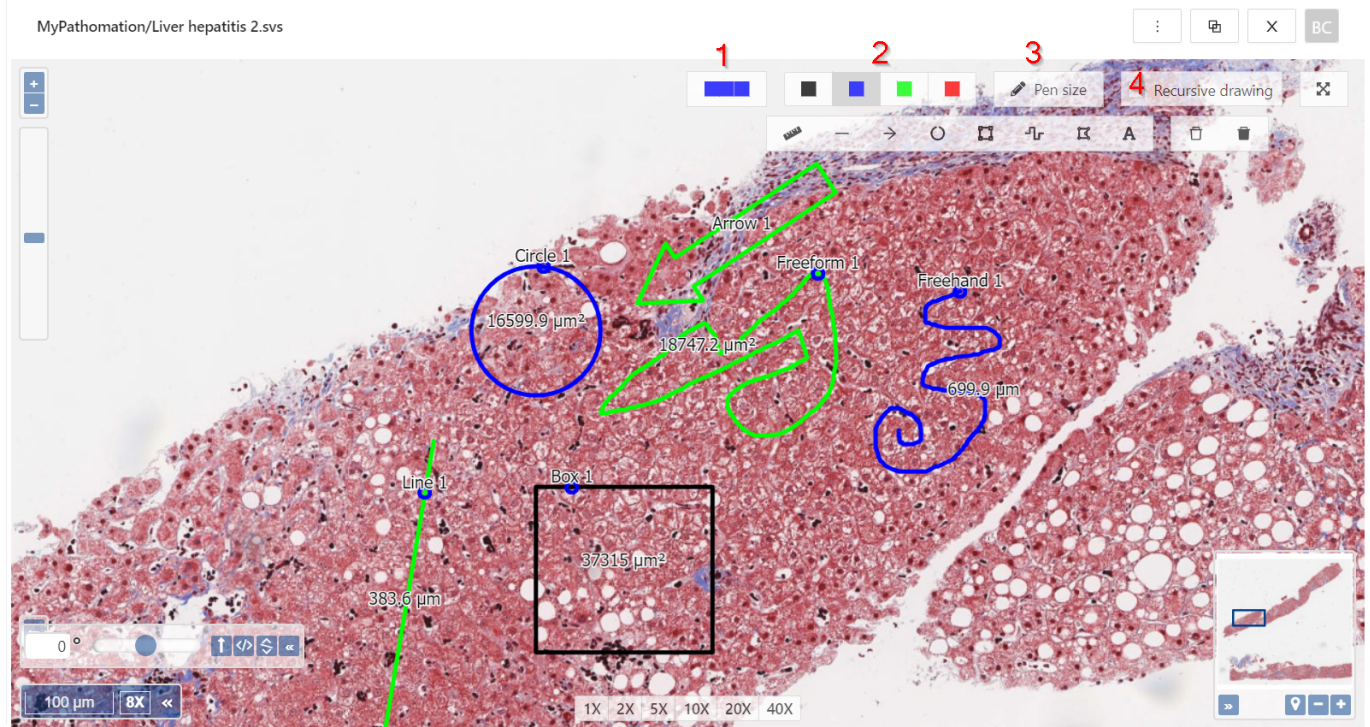 MyPathomation/Liver hepatitis 2.svs
BC
1
2
3
4
Pen size
Recursive drawing
A
Arrow 1
Circle 1
Freeform 1
Freehand 1
16599.9 µm²
18747.2 µm²
699.9 µm
Line 1
Box 1
37315 µm²
383.6 µm
0 °
100 µm 8X «
1X 2X 5X 10X 20X 40X